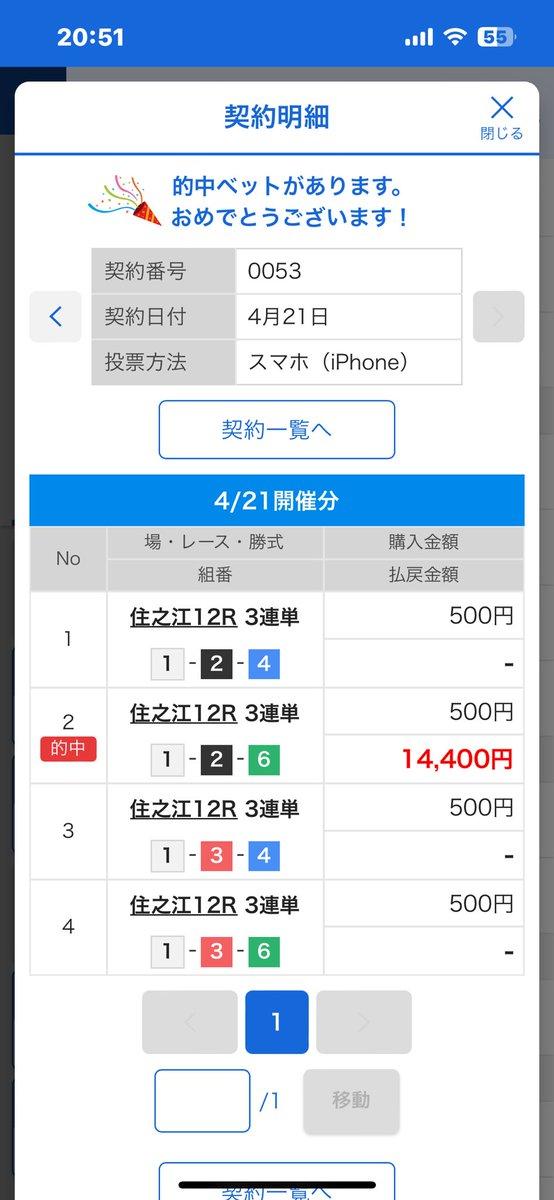 20:51
55
契約明細
閉じる
的中ベットがあります。
おめでとうございます！
契約番号 0053
契約日付 4月21日
投票方法 スマホ（iPhone）
契約一覧へ
4/21開催分
No 場・レース・勝式 購入金額
組番 払戻金額
1 住之江12R 3連単 500円
1-2-4 -
2 住之江12R 3連単 500円
的中 1-2-6 14,400円
3 住之江12R 3連単 500円
1-3-4 -
4 住之江12R 3連単 500円
1-3-6 -
1
/1 移動
契約一覧へ